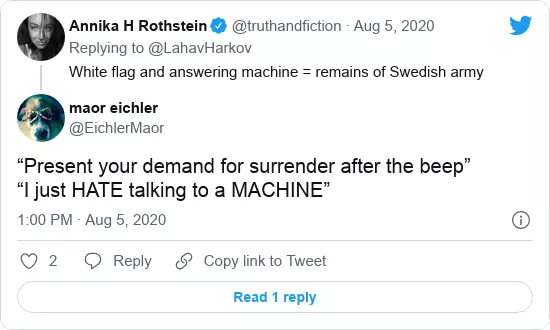 Annika H Rothstein @truthandfiction · Aug 5, 2020
Replying to @LahavHarkov
White flag and answering machine = remains of Swedish army
maor eichler
@EichlerMaor
“Present your demand for surrender after the beep”
“I just HATE talking to a MACHINE”
1:00 PM · Aug 5, 2020
2 Reply Copy link to Tweet
Read 1 reply